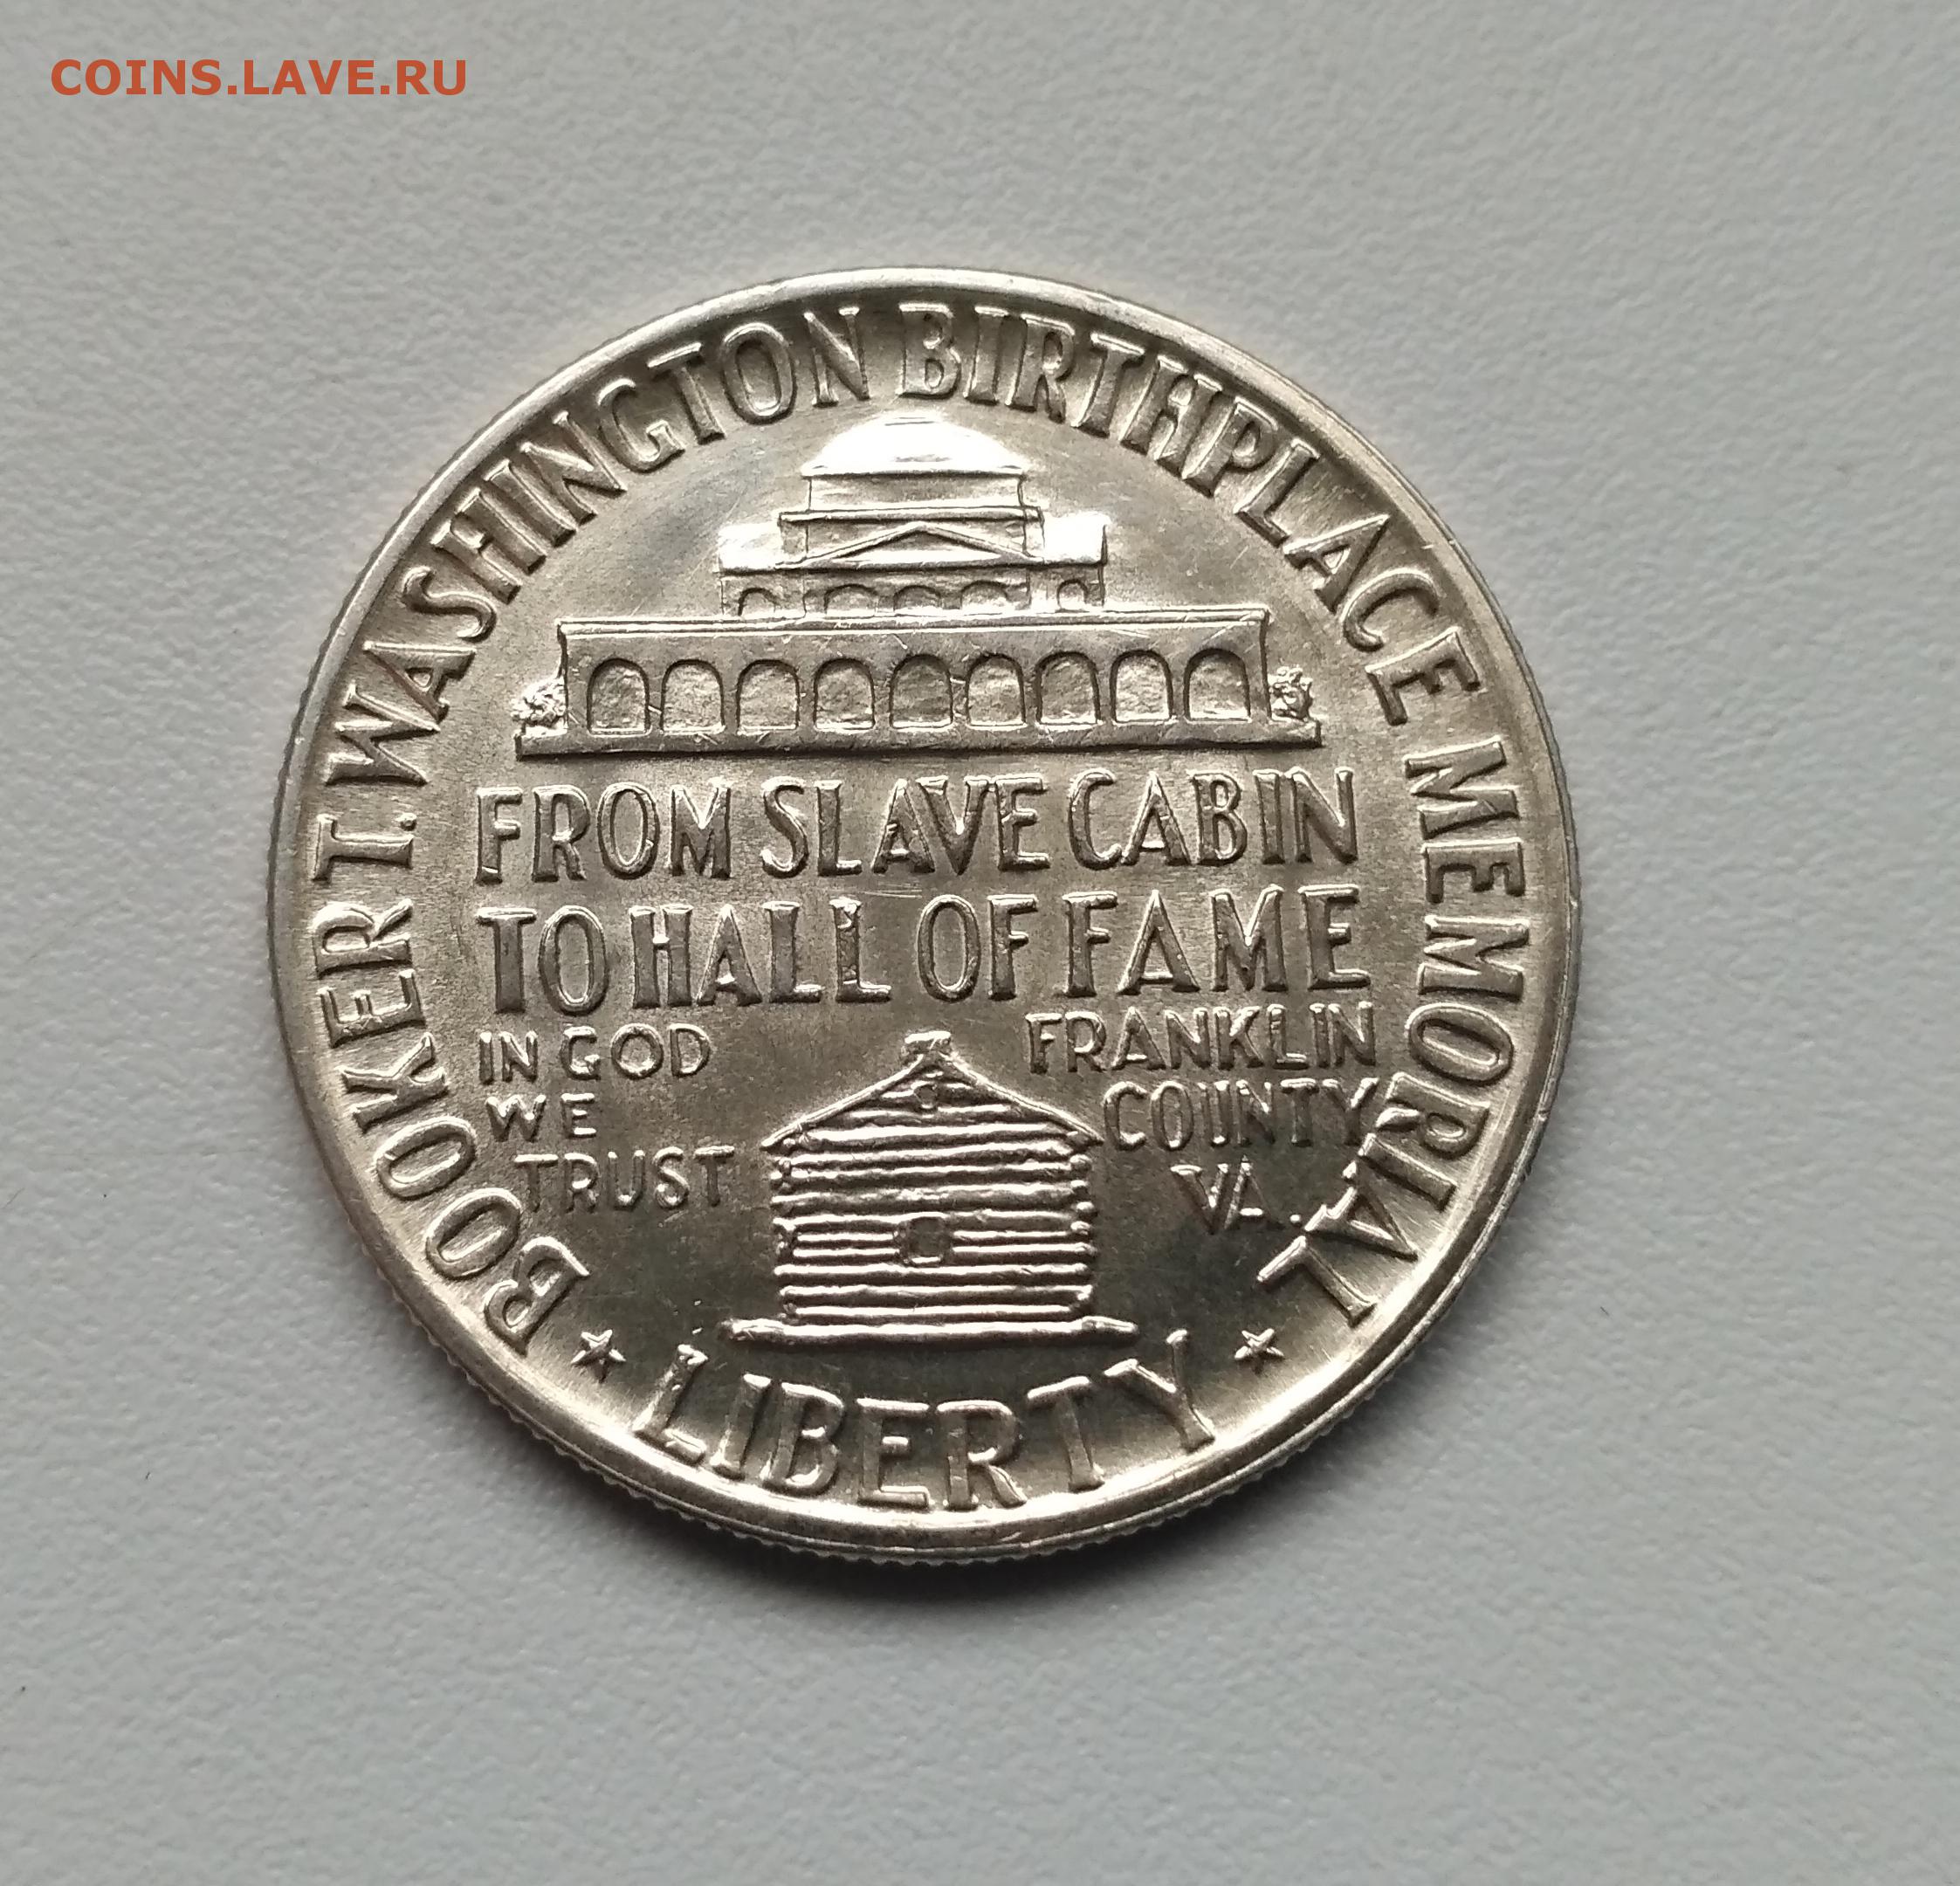 COINS.LAVE.RU
BOOKER T. WASHINGTON BIRTHPLACE MEMORIAL
FROM SLAVE CABIN
TO HALL OF FAME
IN GOD
WE
TRUST
FRANKLIN
COUNTY
VA.
★ LIBERTY ★